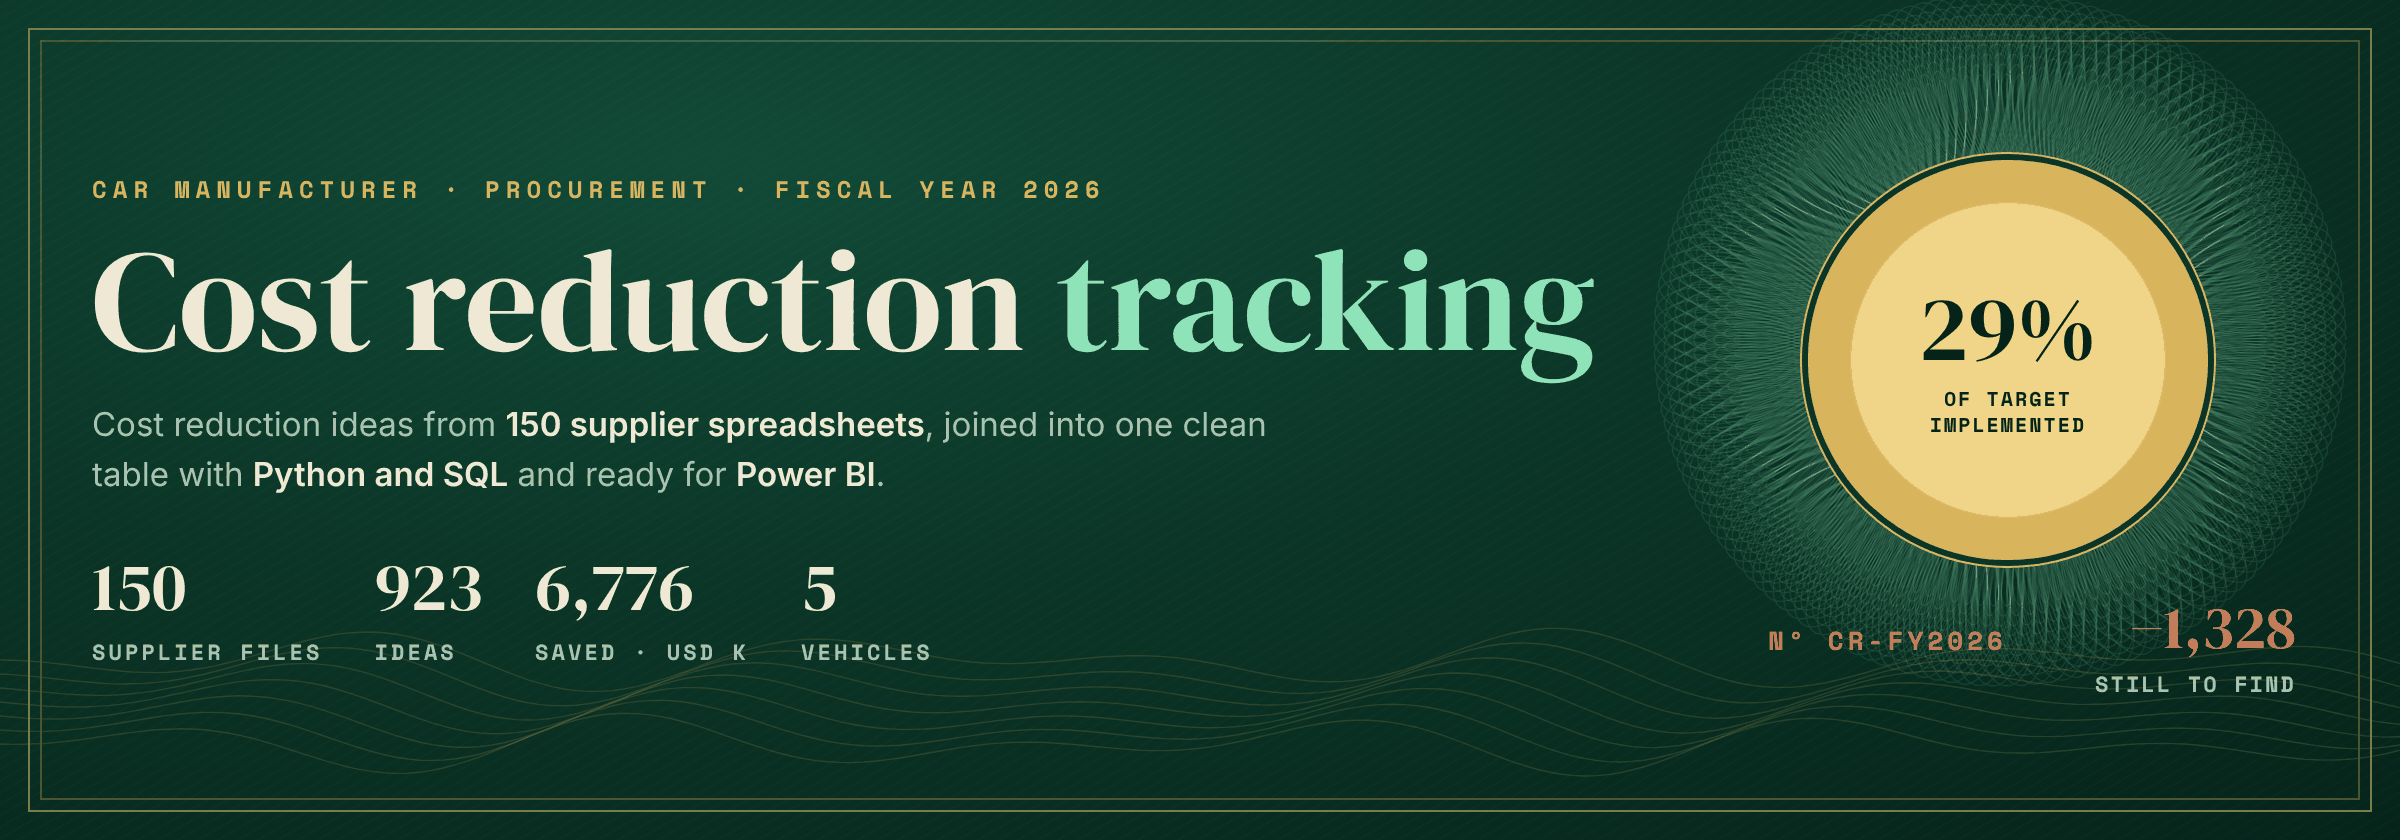 CAR MANUFACTURER · PROCUREMENT · FISCAL YEAR 2026
Cost reduction tracking
Cost reduction ideas from 150 supplier spreadsheets, joined into one clean
table with Python and SQL and ready for Power BI.
150 923 6,776 5
SUPPLIER FILES IDEAS SAVED · USD K VEHICLES
29%
OF TARGET
IMPLEMENTED
N° CR-FY2026
−1,328
STILL TO FIND